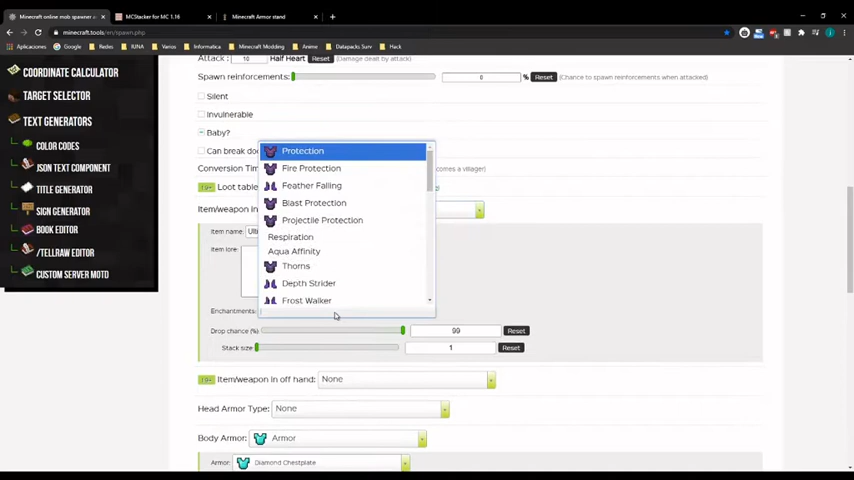 Minecraft online mob spawner
MCStacker for MC 1.16
Minecraft Armor stand
minecraft.tools/en/spawn.php
Aplicaciones
Google
Redes
IUNA
Varios
Informatica
Minecraft Modding
Anime
Datapacks Survy
Hack
COORDINATE CALCULATOR
TARGET SELECTOR
TEXT GENERATORS
COLOR CODES
JSON TEXT COMPONENT
TITLE GENERATOR
SIGN GENERATOR
BOOK EDITOR
/TELLRAW EDITOR
CUSTOM SERVER MOTD
Attack : 10 Half Heart Reset (Damage dealt by attack)
Spawn reinforcements: 0 % Reset (Chance to spawn reinforcements when attacked)
Silent
Invulnerable
Baby?
Can break do
Conversion Tim
comes a villager)
Loot table
Item/weapon in
Item name: Ul
Item lore:
Enchantments:
Protection
Fire Protection
Feather Falling
Blast Protection
Projectile Protection
Respiration
Aqua Affinity
Thorns
Depth Strider
Frost Walker
Drop chance (%) 99 Reset
Stack size: 1 Reset
Item/weapon in off hand: None
Head Armor Type: None
Body Armor: Armor
Armor: Diamond Chestplate